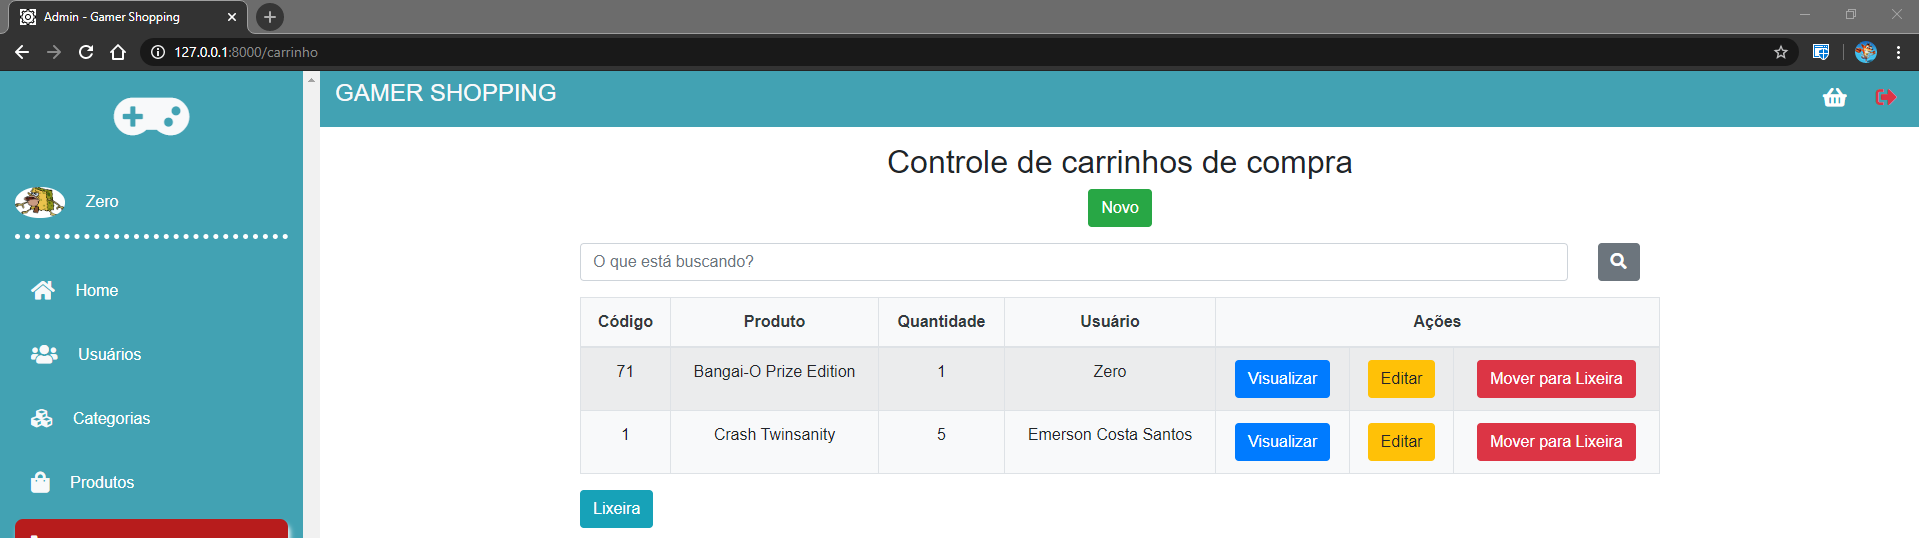 Admin - Gamer Shopping
127.0.0.1:8000/carrinho
GAMER SHOPPING
Zero
Home
Usuários
Categorias
Produtos
Controle de carrinhos de compra
Novo
O que está buscando?
Código Produto Quantidade Usuário Ações
71 Bangai-O Prize Edition 1 Zero Visualizar Editar Mover para Lixeira
1 Crash Twinsanity 5 Emerson Costa Santos Visualizar Editar Mover para Lixeira
Lixeira